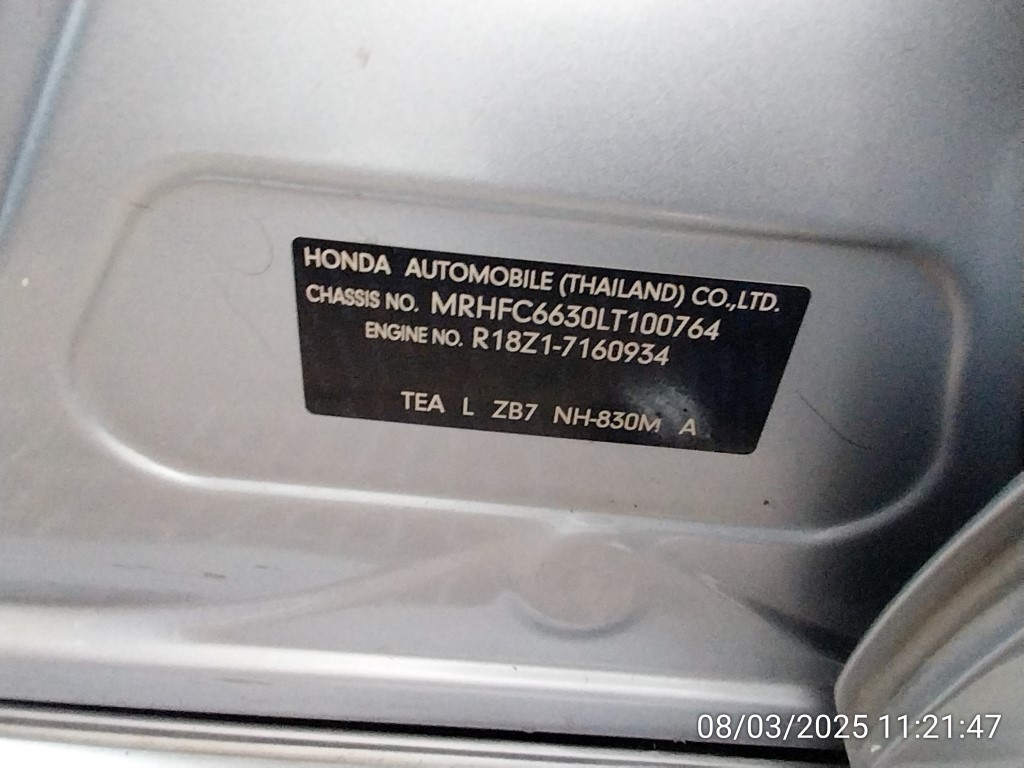 HONDA AUTOMOBILE (THAILAND) CO.,LTD.
CHASSIS NO. MRHFC6630LT100764
ENGINE NO. R18Z1-7160934
TEA L ZB7 NH-830M A
08/03/2025 11:21:47